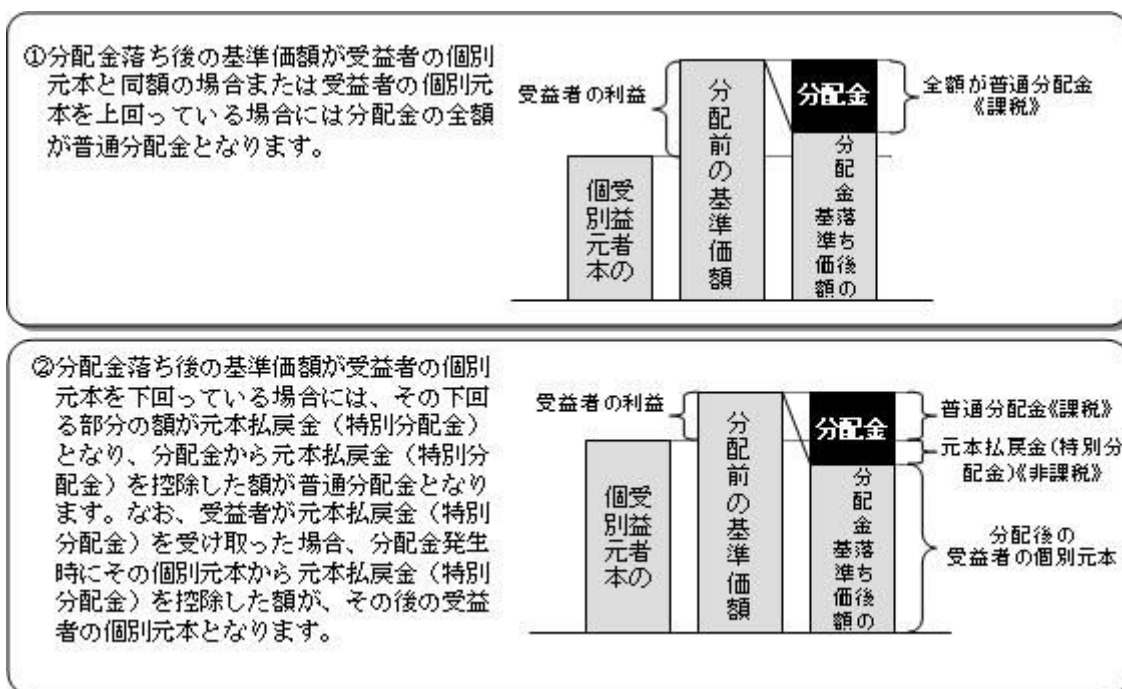 ①分配金落ち後の基準価額が受益者の個別
元本と同額の場合または受益者の個別元
本を上回っている場合には分配金の全額
が普通分配金となります。
受益者の利益
受益者の
個別元本
分配前の基準価額
分配金
分配金落ち後の
基準価額
全額が普通分配金
《課税》
②分配金落ち後の基準価額が受益者の個別
元本を下回っている場合には、その下回
る部分の額が元本払戻金（特別分配金）
となり、分配金から元本払戻金（特別分
配金）を控除した額が普通分配金となり
ます。なお、受益者が元本払戻金（特別
分配金）を受け取った場合、分配金発生
時にその個別元本から元本払戻金（特別
分配金）を控除した額が、その後の受益
者の個別元本となります。
受益者の利益
受益者の
個別元本
分配前の基準価額
分配金
分配金落ち後の
基準価額
普通分配金《課税》
元本払戻金(特別分
配金)《非課税》
分配後の
受益者の個別元本